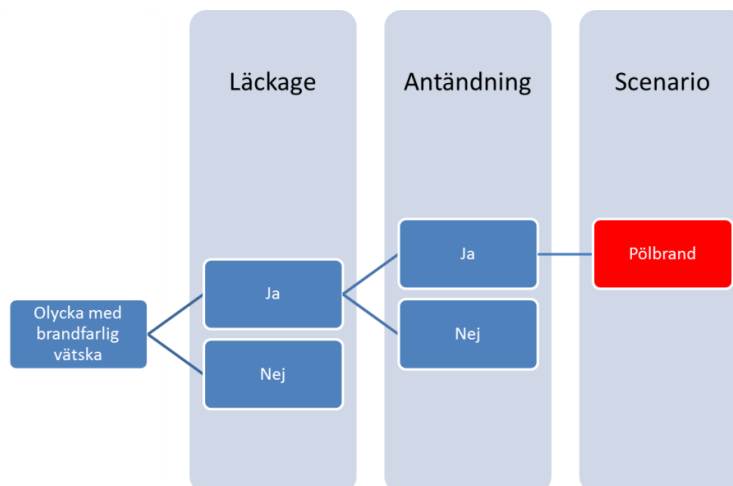 Läckage
Antändning
Scenario
Ja
Pölbrand
Ja
Olycka med
brandfarlig
vätska
Nej
Nej